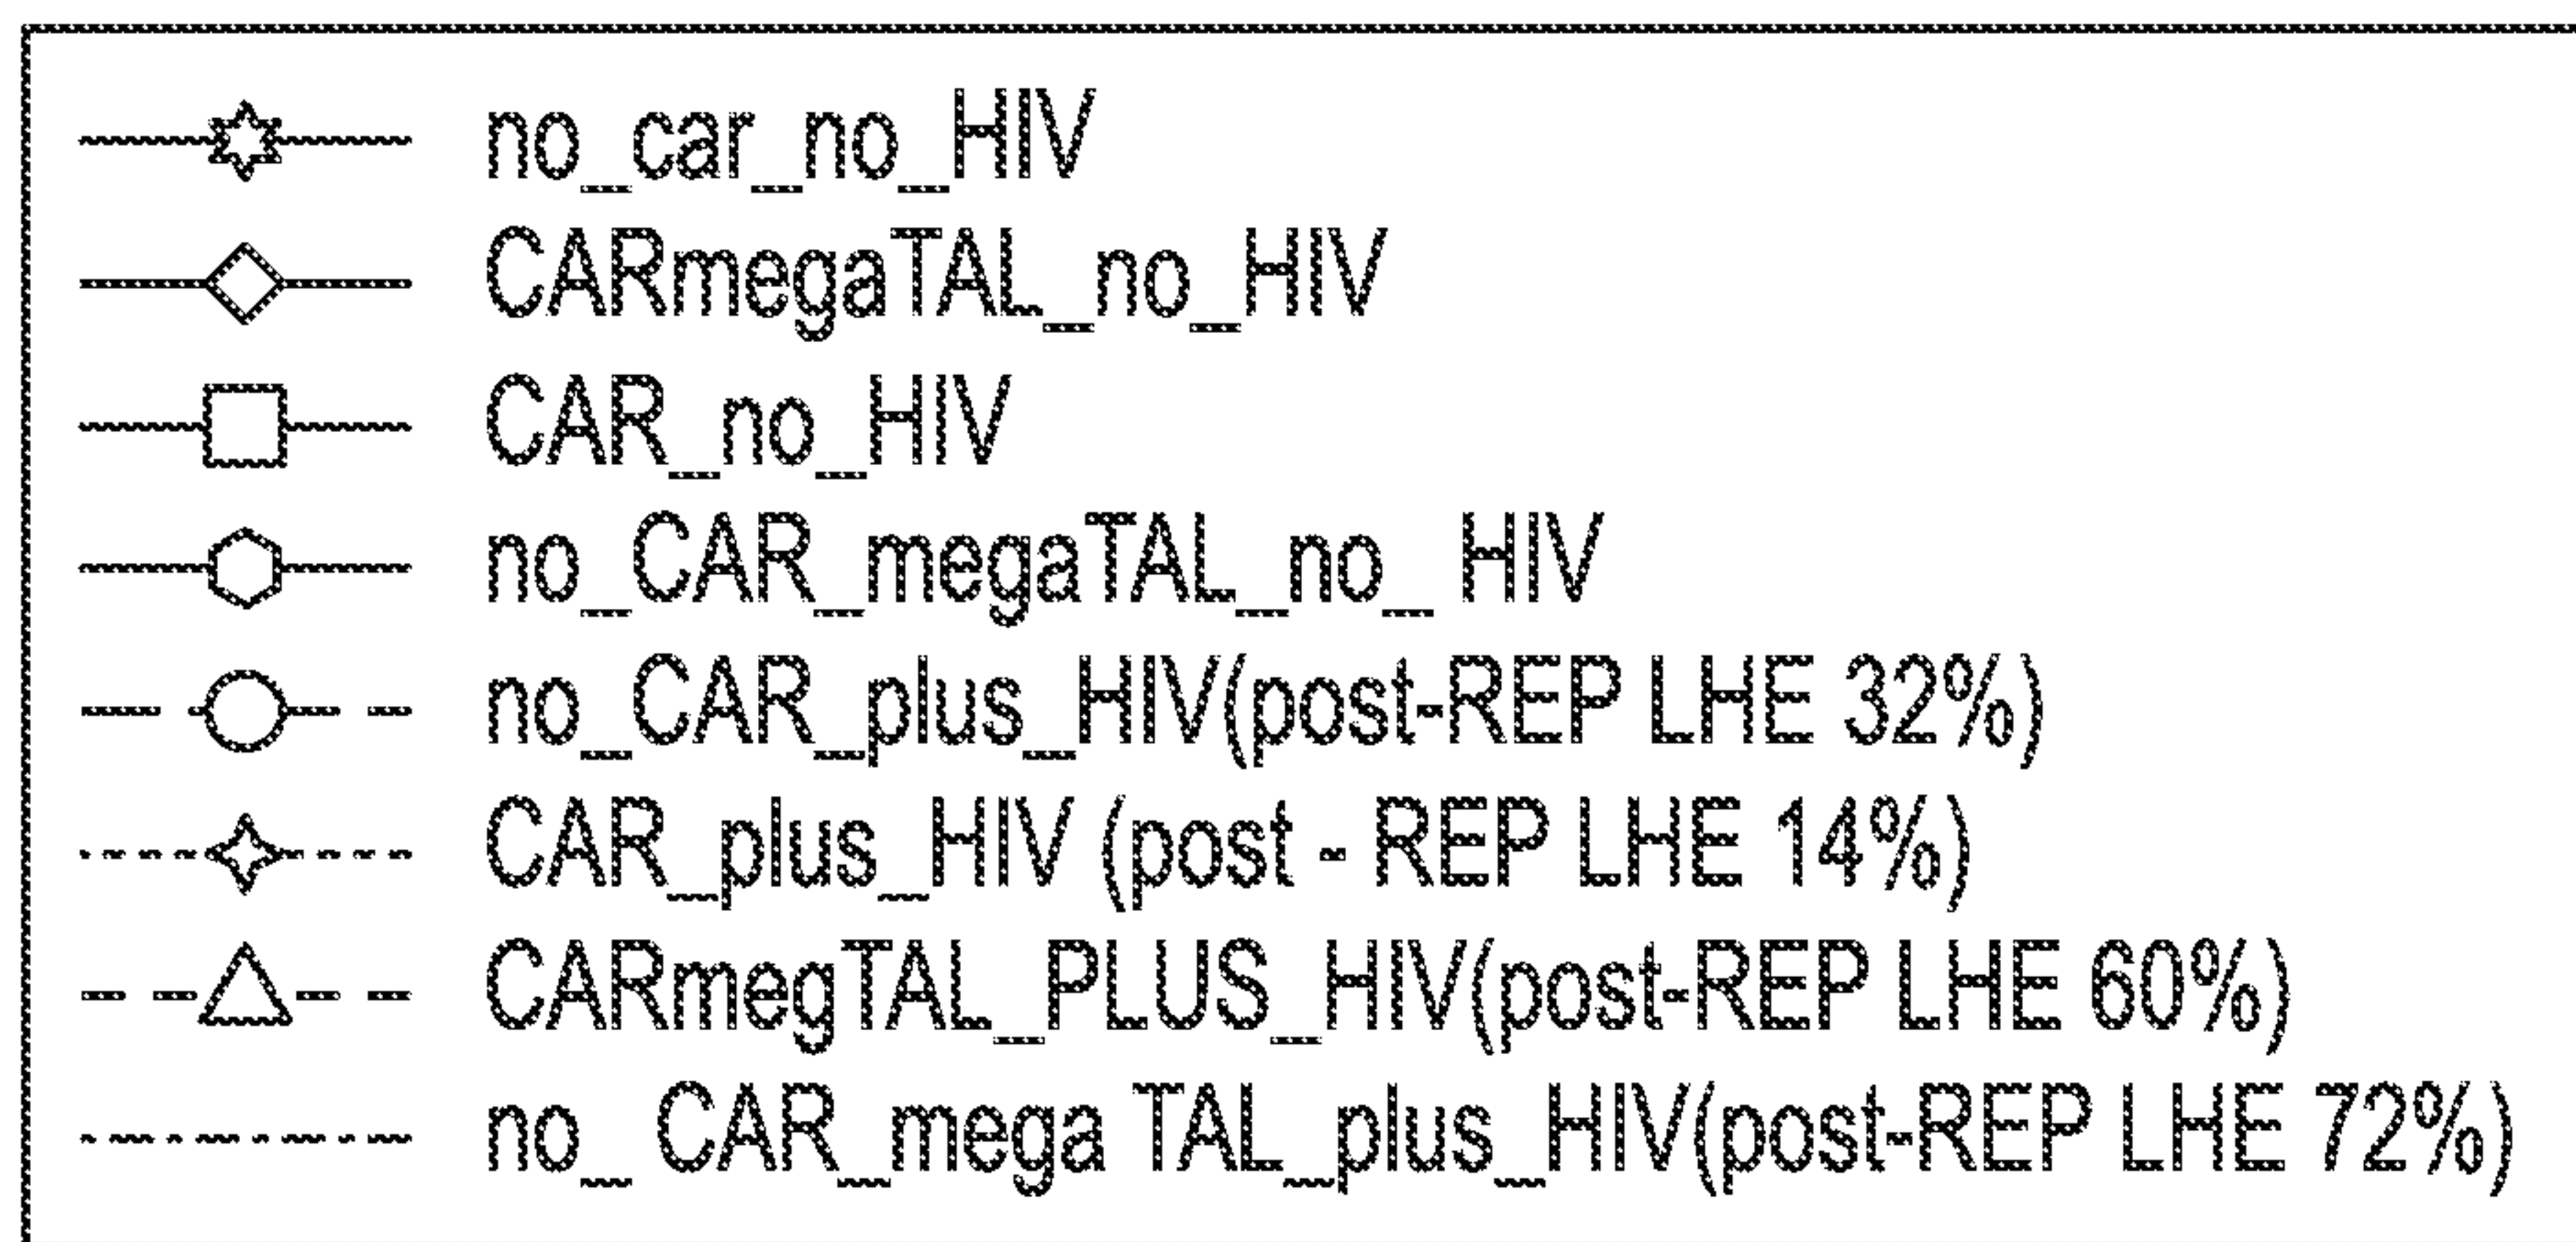 no_car_no_HIV
CARmegaTAL_no_HIV
CAR_no_HIV
no_CAR_megaTAL_no_ HIV
no_CAR_plus_HIV(post-REP LHE 32%)
CAR_plus_HIV (post - REP LHE 14%)
CARmegTAL_PLUS_HIV(post-REP LHE 60%)
no_ CAR_mega TAL_plus_HIV(post-REP LHE 72%)